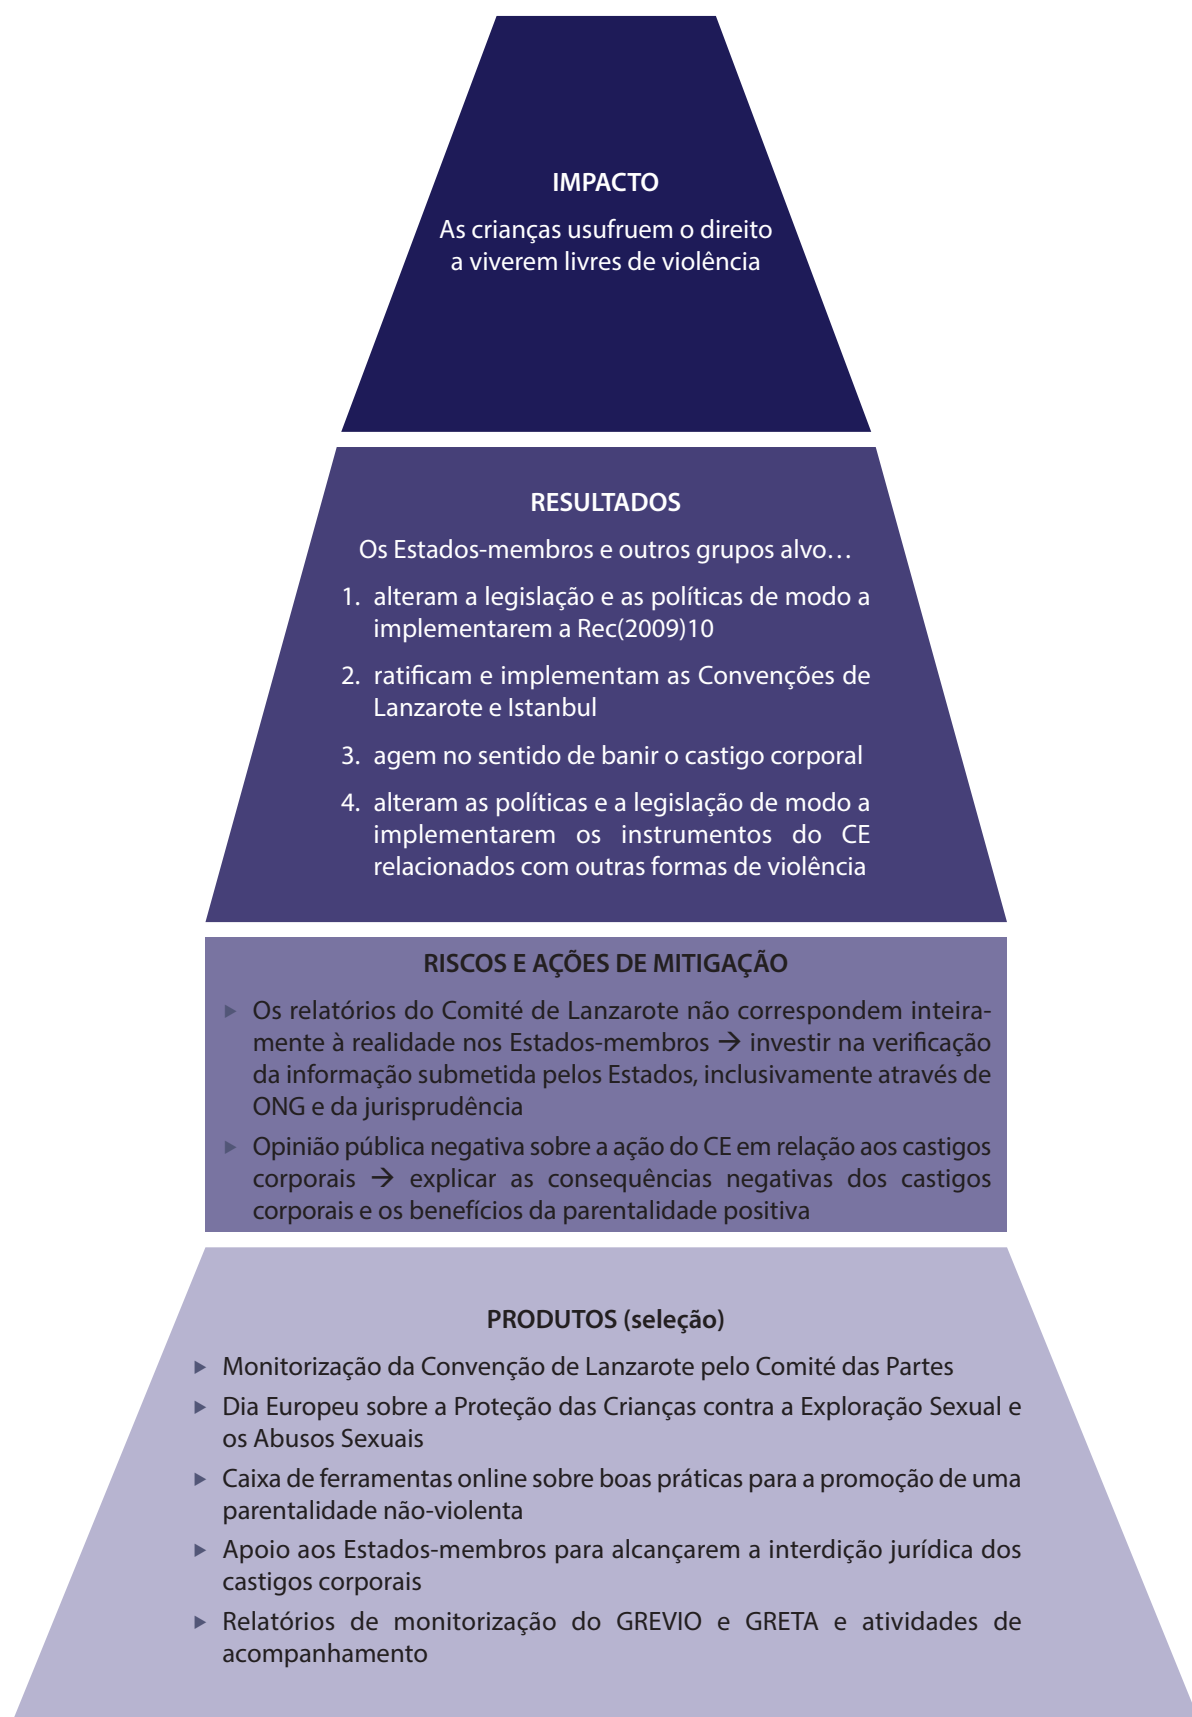 IMPACTO
As crianças usufruem o direito
a viverem livres de violência
RESULTADOS
Os Estados-membros e outros grupos alvo…
1. alteram a legislação e as políticas de modo a
implementarem a Rec(2009)10
2. ratificam e implementam as Convenções de
Lanzarote e Istanbul
3. agem no sentido de banir o castigo corporal
4. alteram as políticas e a legislação de modo a
implementarem os instrumentos do CE
relacionados com outras formas de violência
RISCOS E AÇÕES DE MITIGAÇÃO
▶ Os relatórios do Comité de Lanzarote não correspondem inteira-
mente à realidade nos Estados-membros → investir na verificação
da informação submetida pelos Estados, inclusivamente através de
ONG e da jurisprudência
▶ Opinião pública negativa sobre a ação do CE em relação aos castigos
corporais → explicar as consequências negativas dos castigos
corporais e os benefícios da parentalidade positiva
PRODUTOS (seleção)
▶ Monitorização da Convenção de Lanzarote pelo Comité das Partes
▶ Dia Europeu sobre a Proteção das Crianças contra a Exploração Sexual e
os Abusos Sexuais
▶ Caixa de ferramentas online sobre boas práticas para a promoção de uma
parentalidade não-violenta
▶ Apoio aos Estados-membros para alcançarem a interdição jurídica dos
castigos corporais
▶ Relatórios de monitorização do GREVIO e GRETA e atividades de
acompanhamento